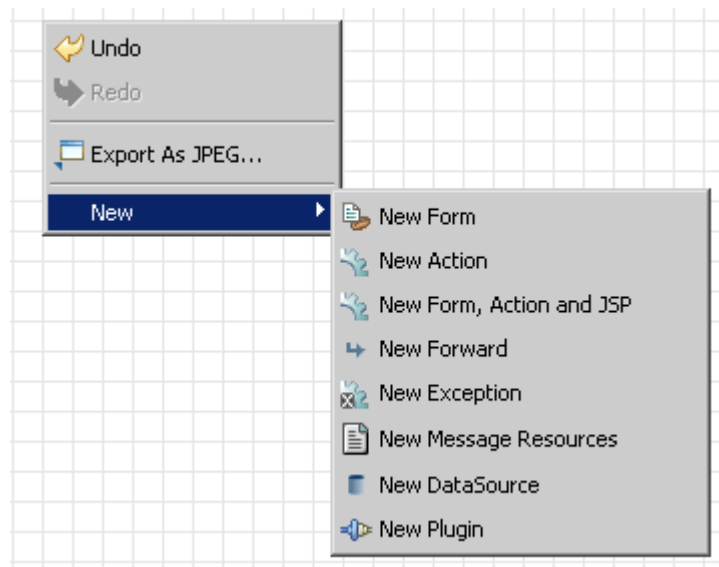 Undo
Redo
Export As JPEG...
New
New Form
New Action
New Form, Action and JSP
New Forward
New Exception
New Message Resources
New DataSource
New Plugin